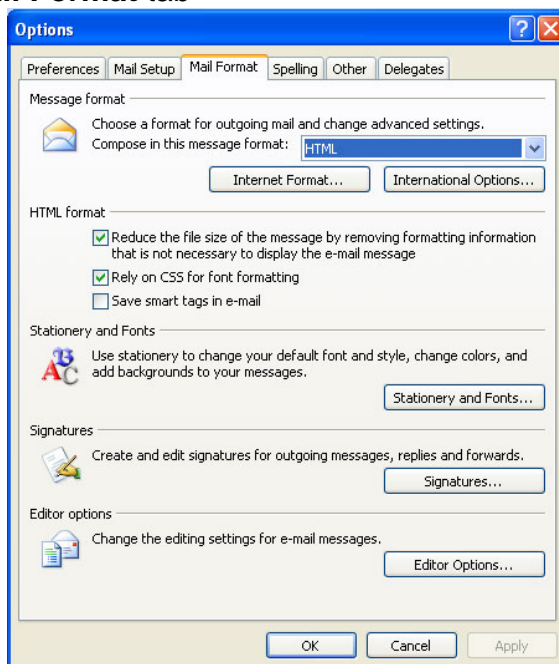 Format tab
Options
Preferences Mail Setup Mail Format Spelling Other Delegates
Message format
Choose a format for outgoing mail and change advanced settings.
Compose in this message format: HTML
Internet Format... International Options...
HTML format
Reduce the file size of the message by removing formatting information
that is not necessary to display the e-mail message
Rely on CSS for font formatting
Save smart tags in e-mail
Stationery and Fonts
Use stationery to change your default font and style, change colors, and
add backgrounds to your messages.
Stationery and Fonts...
Signatures
Create and edit signatures for outgoing messages, replies and forwards.
Signatures...
Editor options
Change the editing settings for e-mail messages.
Editor Options...
OK Cancel Apply